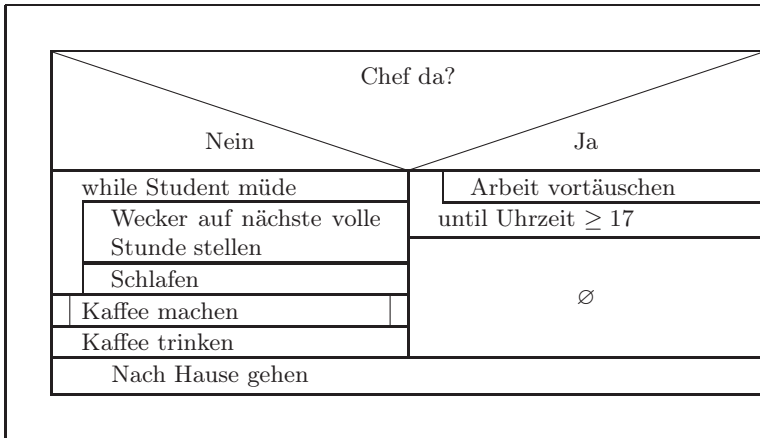 Chef da?
Nein
Ja
while Student müde
Wecker auf nächste volle
Stunde stellen
Schlafen
Kaffee machen
Kaffee trinken
Arbeit vortäuschen
until Uhrzeit ≥ 17
∅
Nach Hause gehen